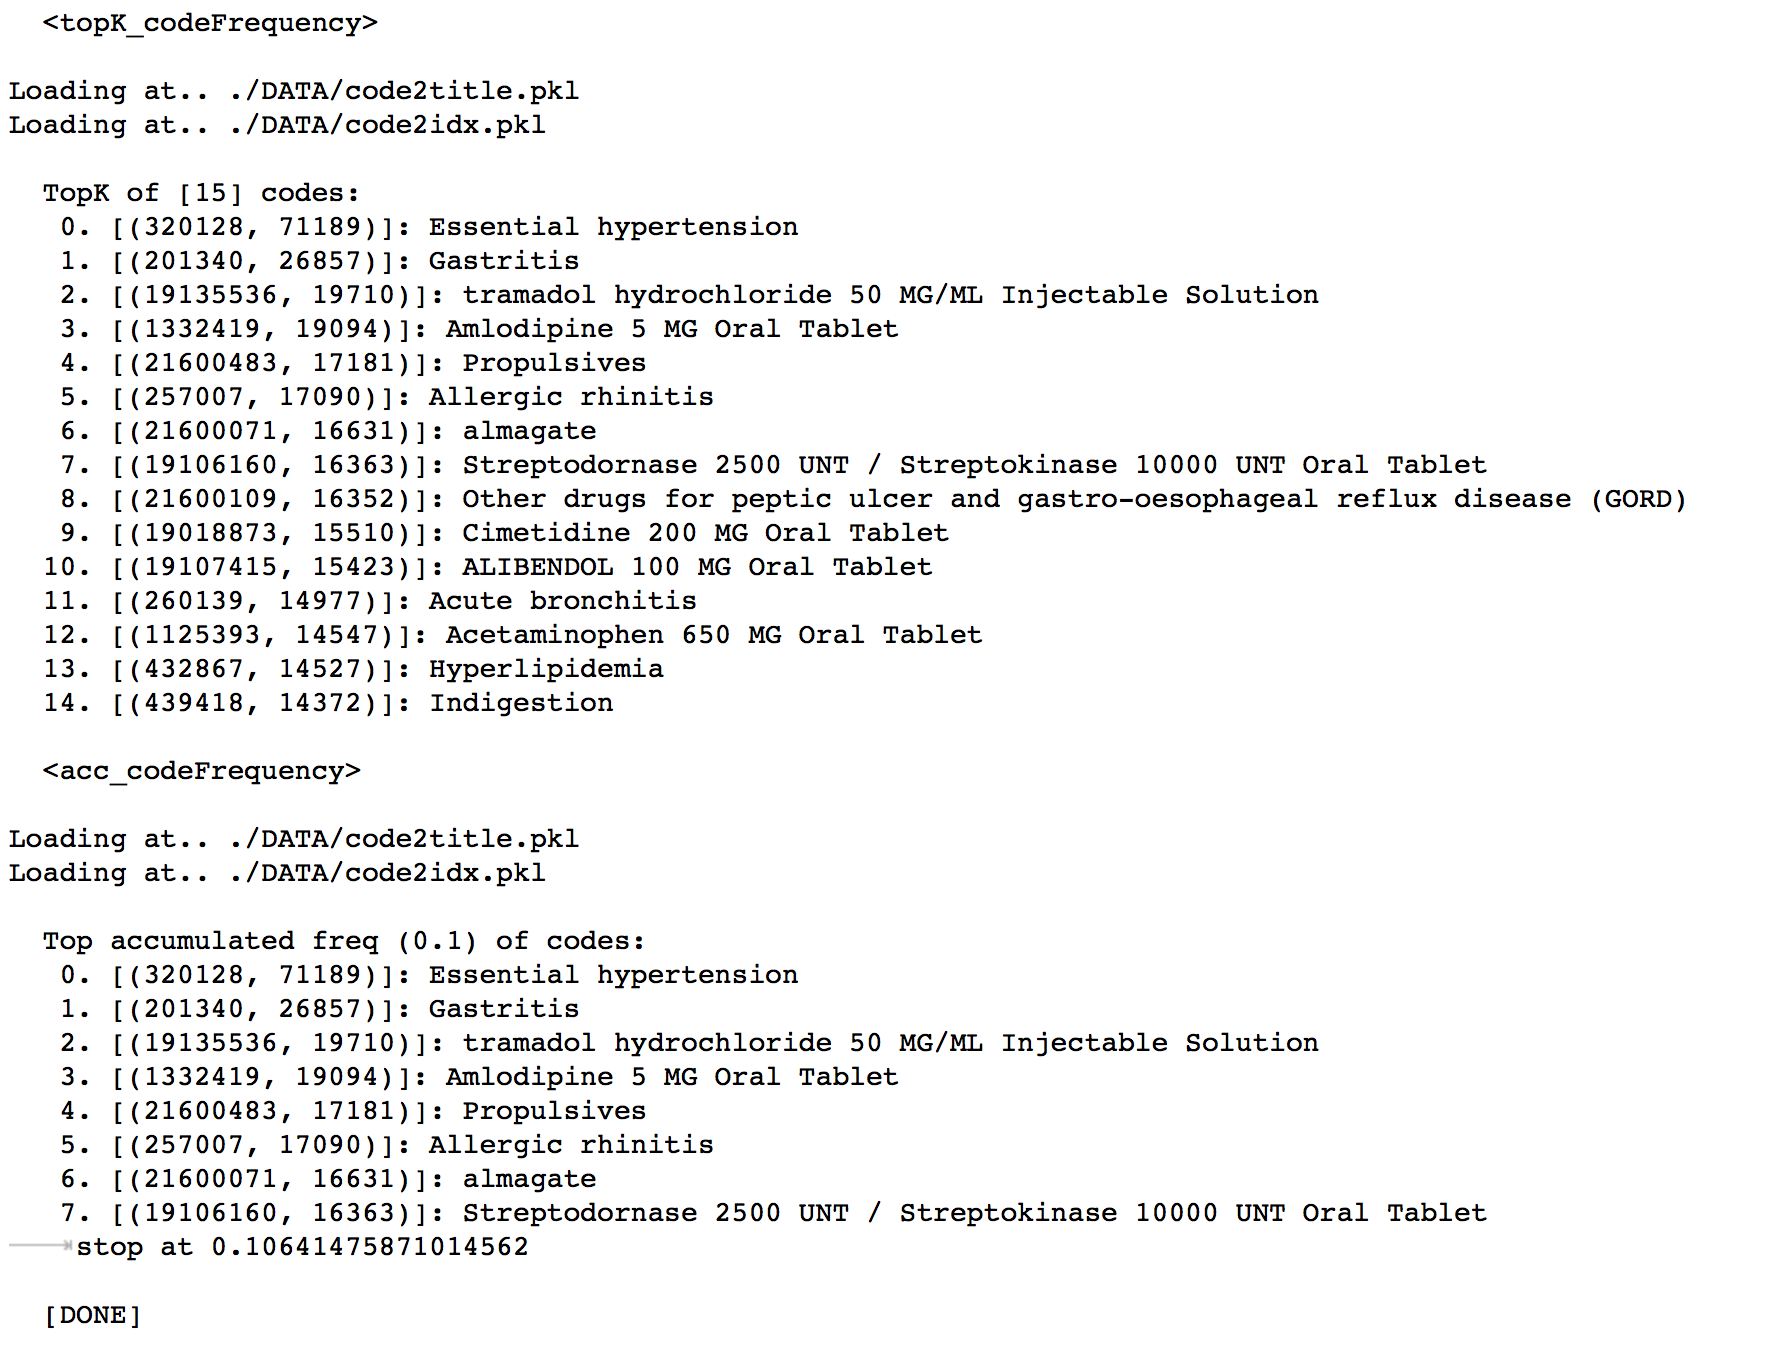 <topK_codeFrequency>
Loading at.. ./DATA/code2title.pkl
Loading at.. ./DATA/code2idx.pkl
TopK of [15] codes:
0. [(320128, 71189)]: Essential hypertension
1. [(201340, 26857)]: Gastritis
2. [(19135536, 19710)]: tramadol hydrochloride 50 MG/ML Injectable Solution
3. [(1332419, 19094)]: Amlodipine 5 MG Oral Tablet
4. [(21600483, 17181)]: Propulsives
5. [(257007, 17090)]: Allergic rhinitis
6. [(21600071, 16631)]: almagate
7. [(19106160, 16363)]: Streptodornase 2500 UNT / Streptokinase 10000 UNT Oral Tablet
8. [(21600109, 16352)]: Other drugs for peptic ulcer and gastro-oesophageal reflux disease (GORD)
9. [(19018873, 15510)]: Cimetidine 200 MG Oral Tablet
10. [(19107415, 15423)]: ALIBENDOL 100 MG Oral Tablet
11. [(260139, 14977)]: Acute bronchitis
12. [(1125393, 14547)]: Acetaminophen 650 MG Oral Tablet
13. [(432867, 14527)]: Hyperlipidemia
14. [(439418, 14372)]: Indigestion
<acc_codeFrequency>
Loading at.. ./DATA/code2title.pkl
Loading at.. ./DATA/code2idx.pkl
Top accumulated freq (0.1) of codes:
0. [(320128, 71189)]: Essential hypertension
1. [(201340, 26857)]: Gastritis
2. [(19135536, 19710)]: tramadol hydrochloride 50 MG/ML Injectable Solution
3. [(1332419, 19094)]: Amlodipine 5 MG Oral Tablet
4. [(21600483, 17181)]: Propulsives
5. [(257007, 17090)]: Allergic rhinitis
6. [(21600071, 16631)]: almagate
7. [(19106160, 16363)]: Streptodornase 2500 UNT / Streptokinase 10000 UNT Oral Tablet
stop at 0.10641475871014562
[DONE]